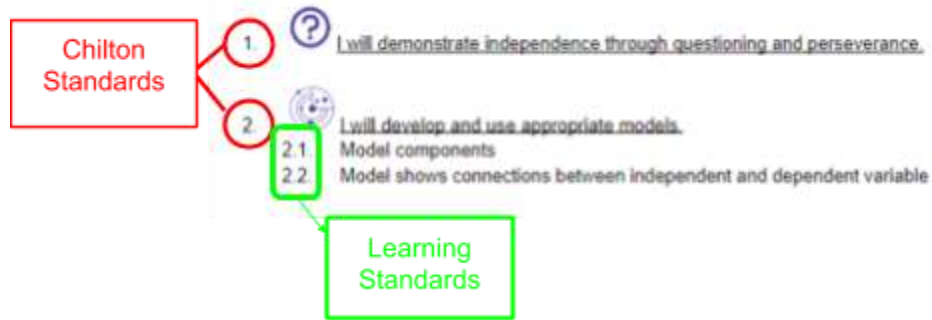 Chilton
Standards
1. ? I will demonstrate independence through questioning and perseverance.
2. I will develop and use appropriate models.
2.1. Model components
2.2. Model shows connections between independent and dependent variable
Learning
Standards